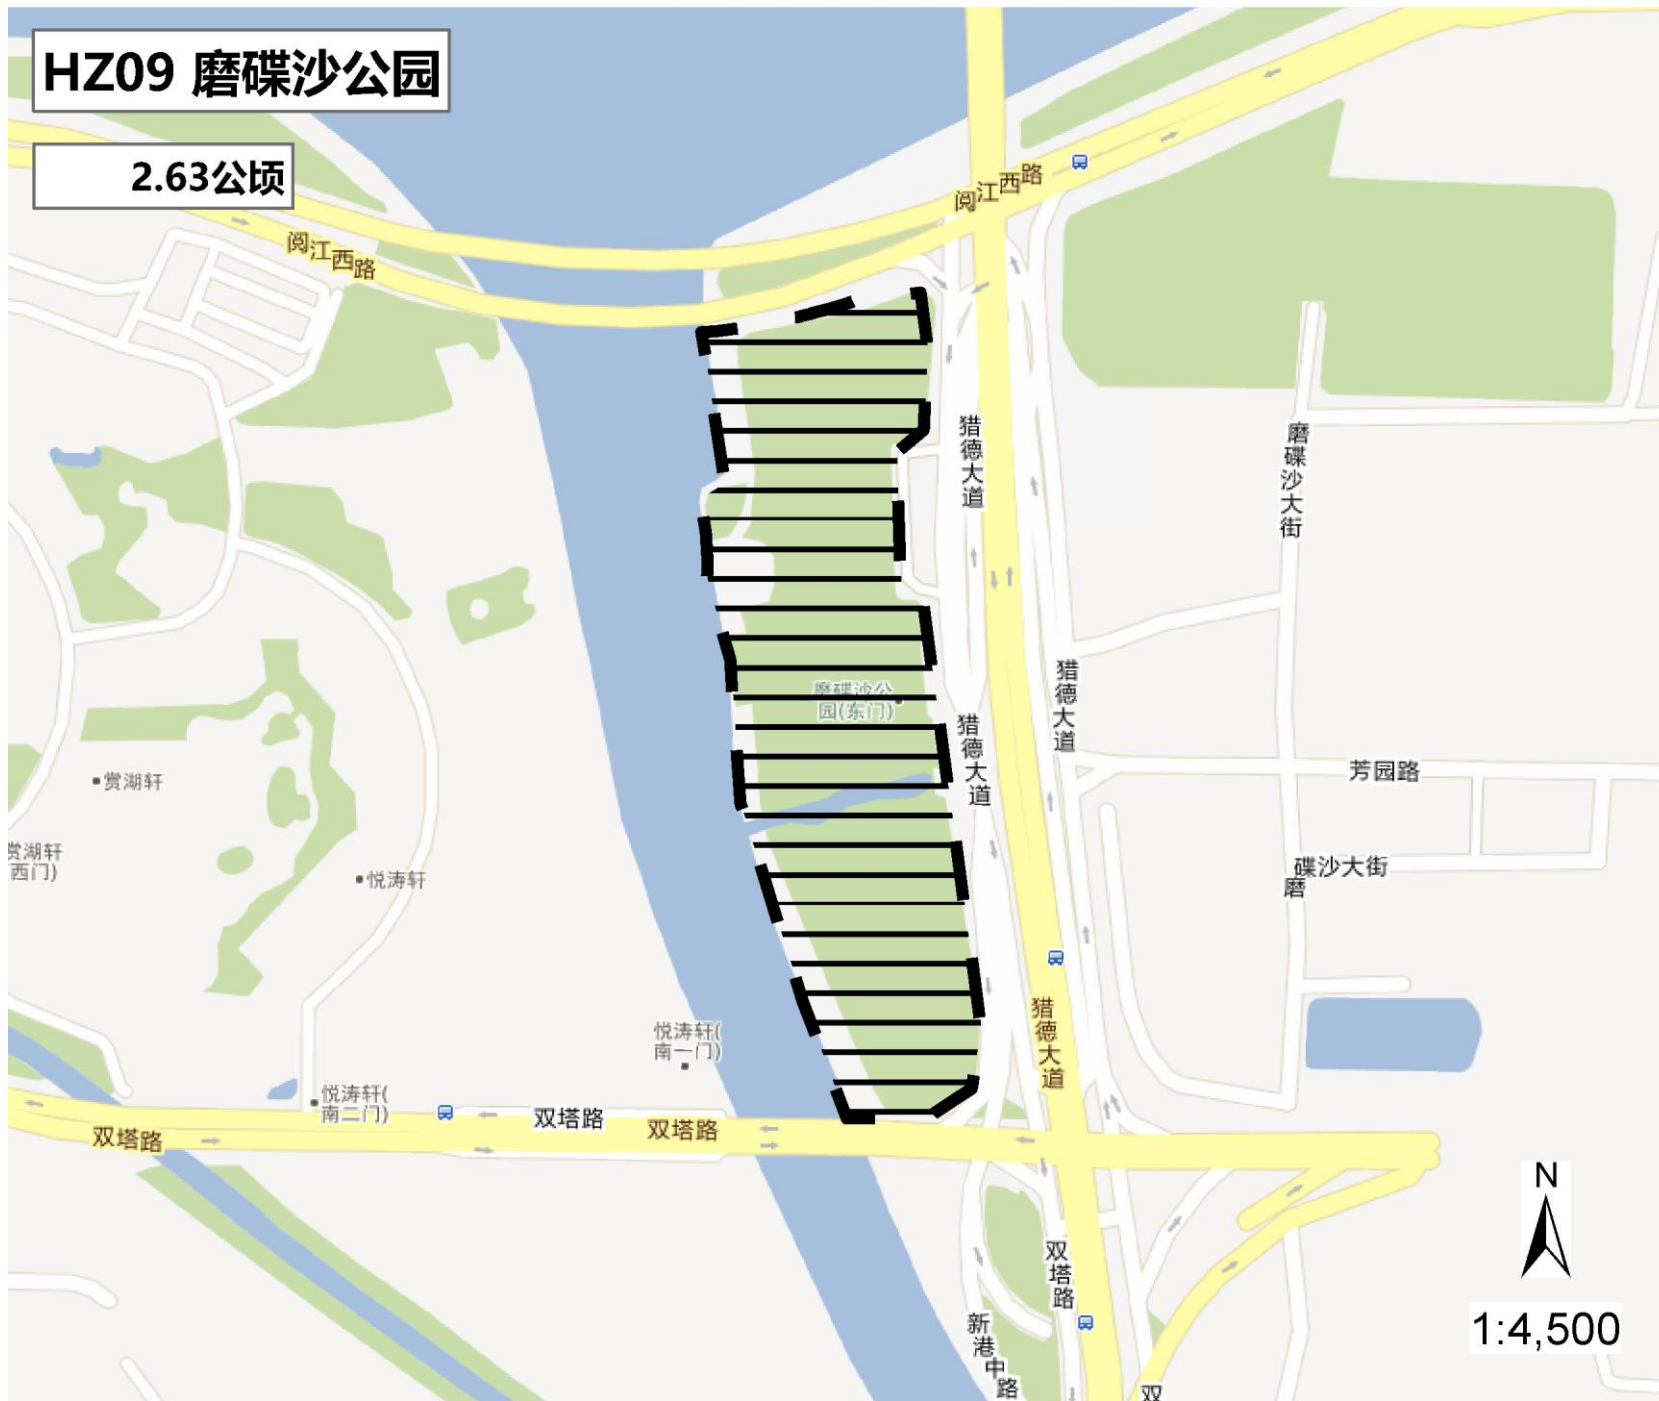 HZ09 磨碟沙公园
2.63公顷
阅江西路
阅江西路
猎德大道
磨碟沙大街
猎德大道
磨碟沙公
园(东门)
猎德大道
芳园路
赏湖轩
赏湖轩
西门)
悦涛轩
碟沙大街
磨
猎德大道
悦涛轩(
南一门)
悦涛轩(
南二门)
双塔路
双塔路
双塔路
N
双塔路
新港中路
1:4,500
双